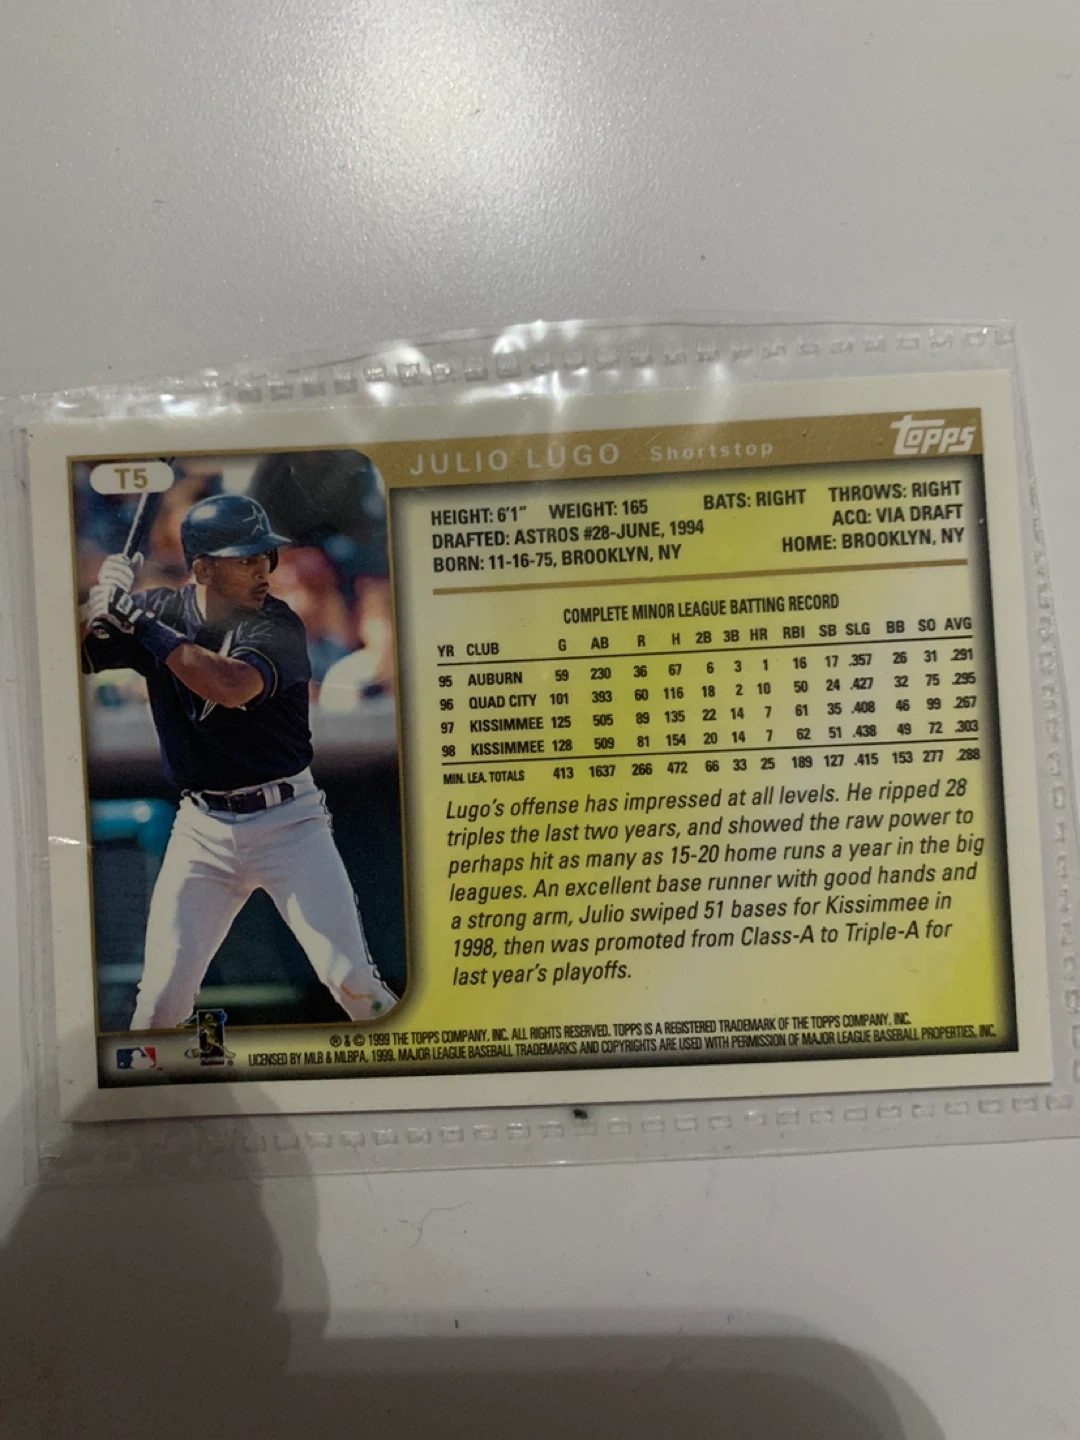 T5
JULIO LUGO Shortstop
topps
HEIGHT: 6'1" WEIGHT: 165 BATS: RIGHT THROWS: RIGHT
DRAFTED: ASTROS #28-JUNE, 1994 ACQ: VIA DRAFT
BORN: 11-16-75, BROOKLYN, NY HOME: BROOKLYN, NY
COMPLETE MINOR LEAGUE BATTING RECORD
YR CLUB G AB R H 2B 3B HR RBI SB SLG BB SO AVG
95 AUBURN 59 230 36 67 6 3 1 16 17 .357 26 31 .291
96 QUAD CITY 101 393 60 116 18 2 10 50 24 .427 32 75 .295
97 KISSIMMEE 125 505 89 135 22 14 7 61 35 .408 46 99 .267
98 KISSIMMEE 128 509 81 154 20 14 7 62 51 .438 49 72 .303
MIN. LEA. TOTALS 413 1637 266 472 66 33 25 189 127 .415 153 277 .288
Lugo's offense has impressed at all levels. He ripped 28
triples the last two years, and showed the raw power to
perhaps hit as many as 15-20 home runs a year in the big
leagues. An excellent base runner with good hands and
a strong arm, Julio swiped 51 bases for Kissimmee in
1998, then was promoted from Class-A to Triple-A for
last year's playoffs.
® & © 1999 THE TOPPS COMPANY, INC. ALL RIGHTS RESERVED. TOPPS IS A REGISTERED TRADEMARK OF THE TOPPS COMPANY, INC.
LICENSED BY MLB & MLBPA, 1999. MAJOR LEAGUE BASEBALL TRADEMARKS AND COPYRIGHTS ARE USED WITH PERMISSION OF MAJOR LEAGUE BASEBALL PROPERTIES, INC.